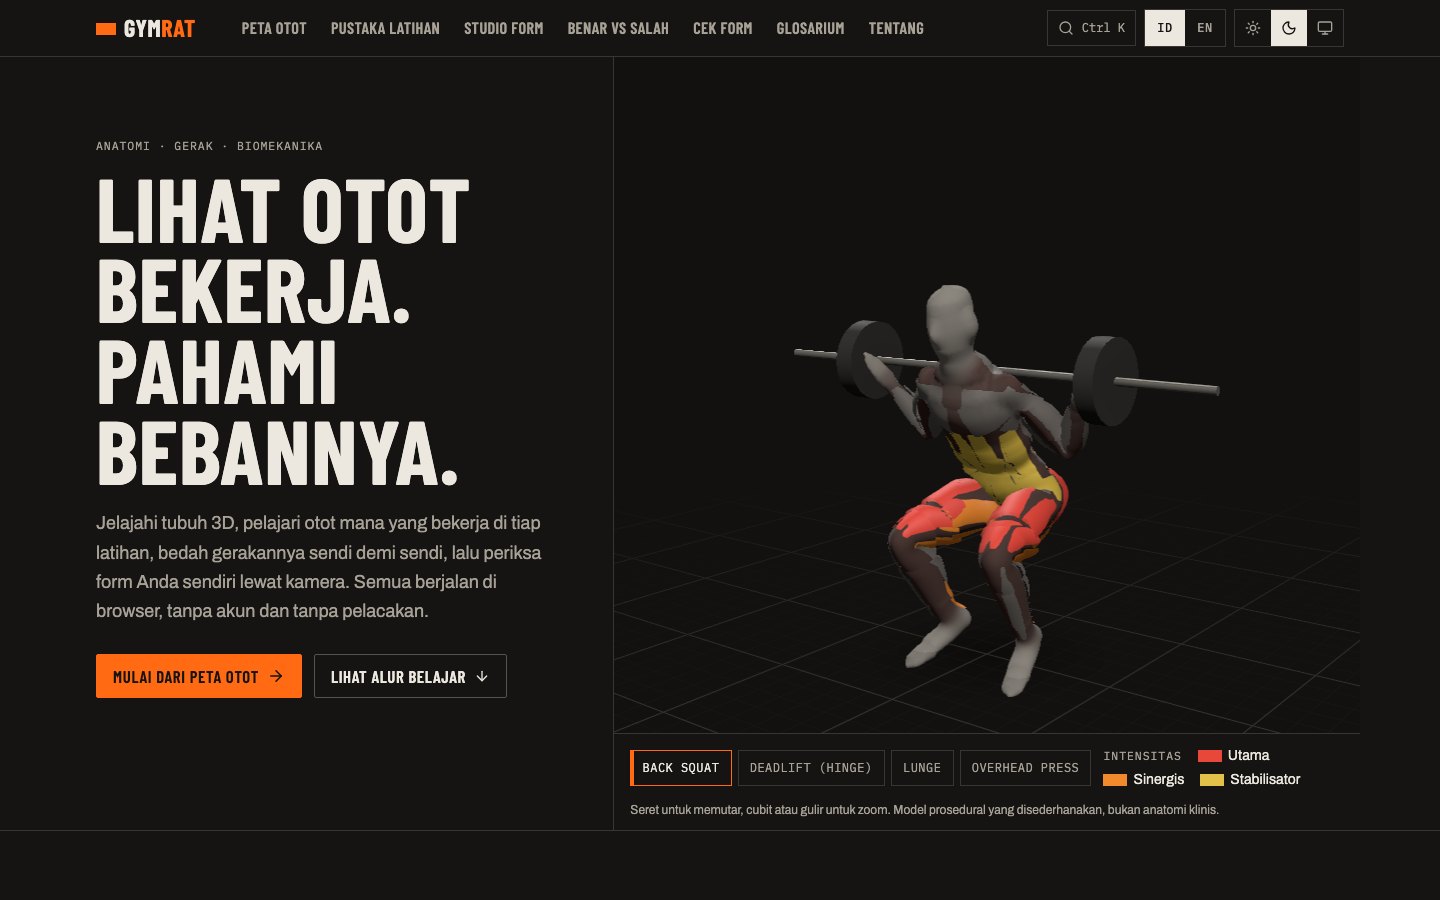 GYMRAT
PETA OTOT
PUSTAKA LATIHAN
STUDIO FORM
BENAR VS SALAH
CEK FORM
GLOSARIUM
TENTANG
Ctrl K
ID
EN
ANATOMI · GERAK · BIOMEKANIKA
LIHAT OTOT
BEKERJA.
PAHAMI
BEBANNYA.
Jelajahi tubuh 3D, pelajari otot mana yang bekerja di tiap
latihan, bedah gerakannya sendi demi sendi, lalu periksa
form Anda sendiri lewat kamera. Semua berjalan di
browser, tanpa akun dan tanpa pelacakan.
MULAI DARI PETA OTOT
LIHAT ALUR BELAJAR
BACK SQUAT
DEADLIFT (HINGE)
LUNGE
OVERHEAD PRESS
INTENSITAS
Utama
Sinergis
Stabilisator
Seret untuk memutar, cubit atau gulir untuk zoom. Model prosedural yang disederhanakan, bukan anatomi klinis.